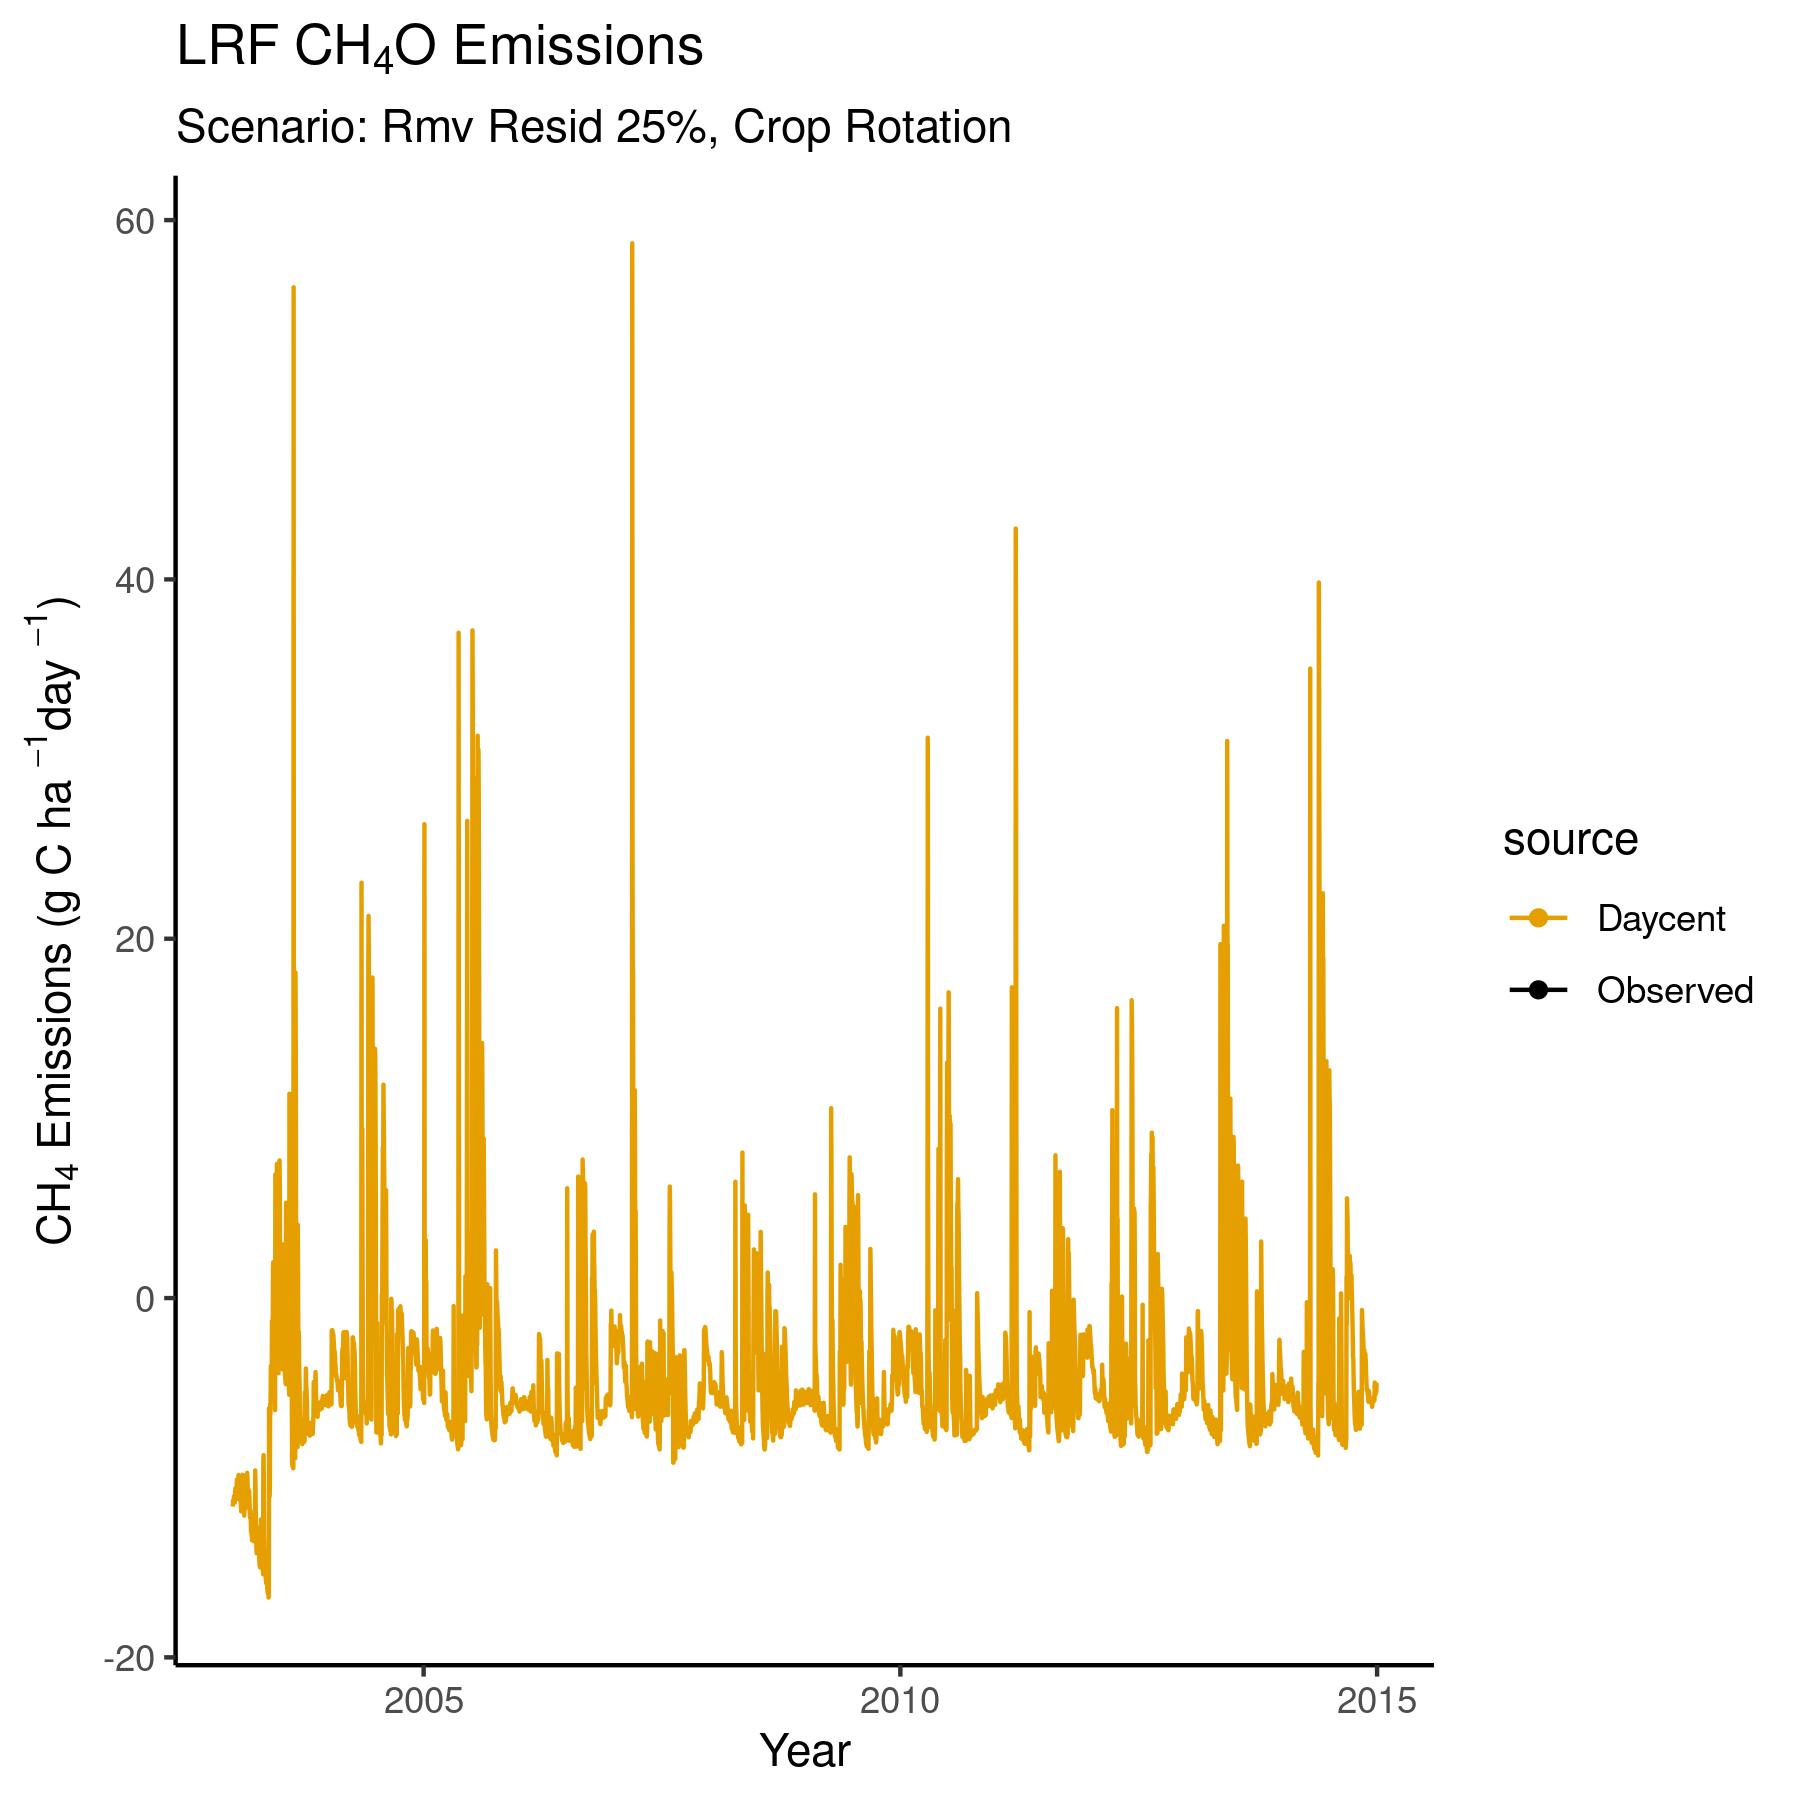 LRF CH₄O Emissions
Scenario: Rmv Resid 25%, Crop Rotation
CH₄ Emissions (g C ha ⁻¹day ⁻¹)
60
40
20
0
-20
2005
2010
2015
Year
source
Daycent
Observed